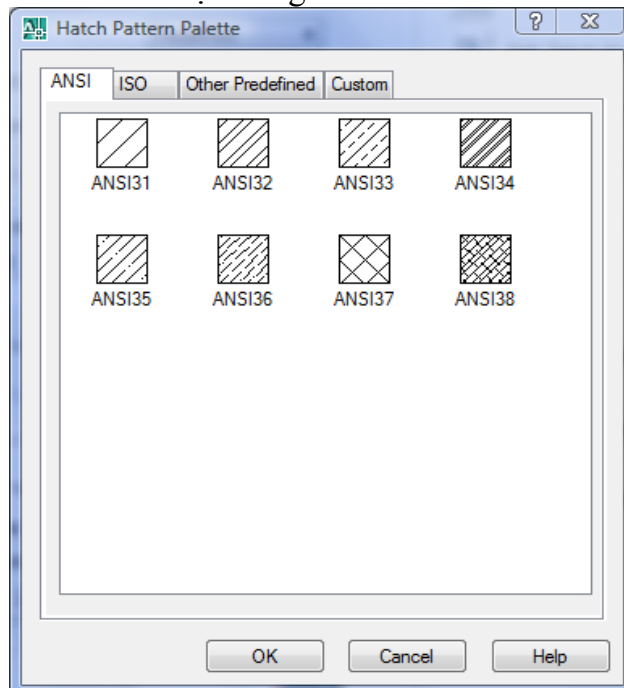 Hatch Pattern Palette
ANSI ISO Other Predefined Custom
ANSI31 ANSI32 ANSI33 ANSI34
ANSI35 ANSI36 ANSI37 ANSI38
OK Cancel Help